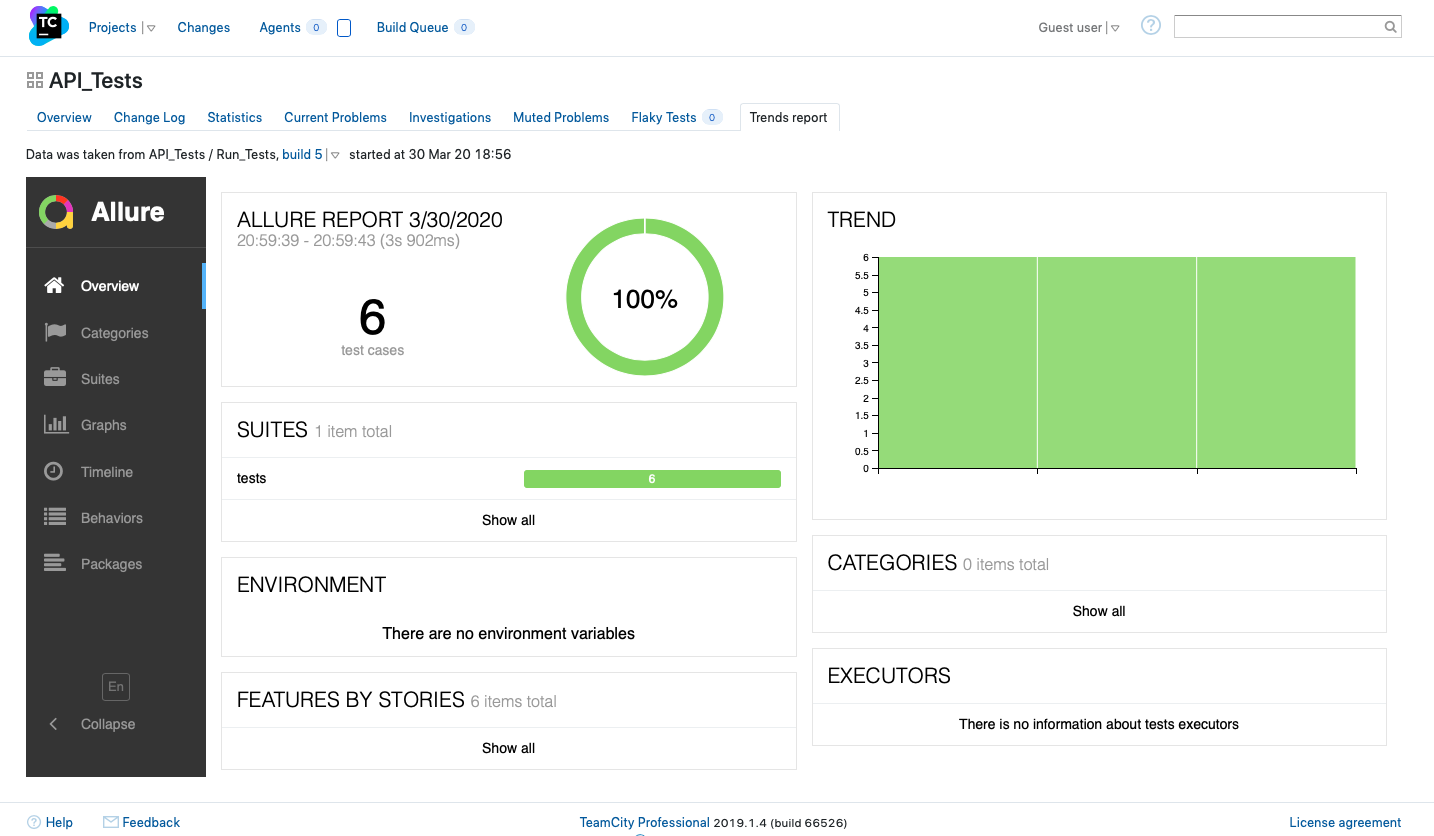 TC
Projects
Changes
Agents 0
Build Queue 0
Guest user
?
API_Tests
Overview
Change Log
Statistics
Current Problems
Investigations
Muted Problems
Flaky Tests 0
Trends report
Data was taken from API_Tests / Run_Tests, build 5 started at 30 Mar 20 18:56
Allure
Overview
Categories
Suites
Graphs
Timeline
Behaviors
Packages
En
Collapse
ALLURE REPORT 3/30/2020
20:59:39 - 20:59:43 (3s 902ms)
6
test cases
100%
SUITES 1 item total
tests 6
Show all
ENVIRONMENT
There are no environment variables
FEATURES BY STORIES 6 items total
Show all
TREND
6
5.5
5
4.5
4
3.5
3
2.5
2
1.5
1
0.5
0
CATEGORIES 0 items total
Show all
EXECUTORS
There is no information about tests executors
? Help
Feedback
TeamCity Professional 2019.1.4 (build 66526)
License agreement